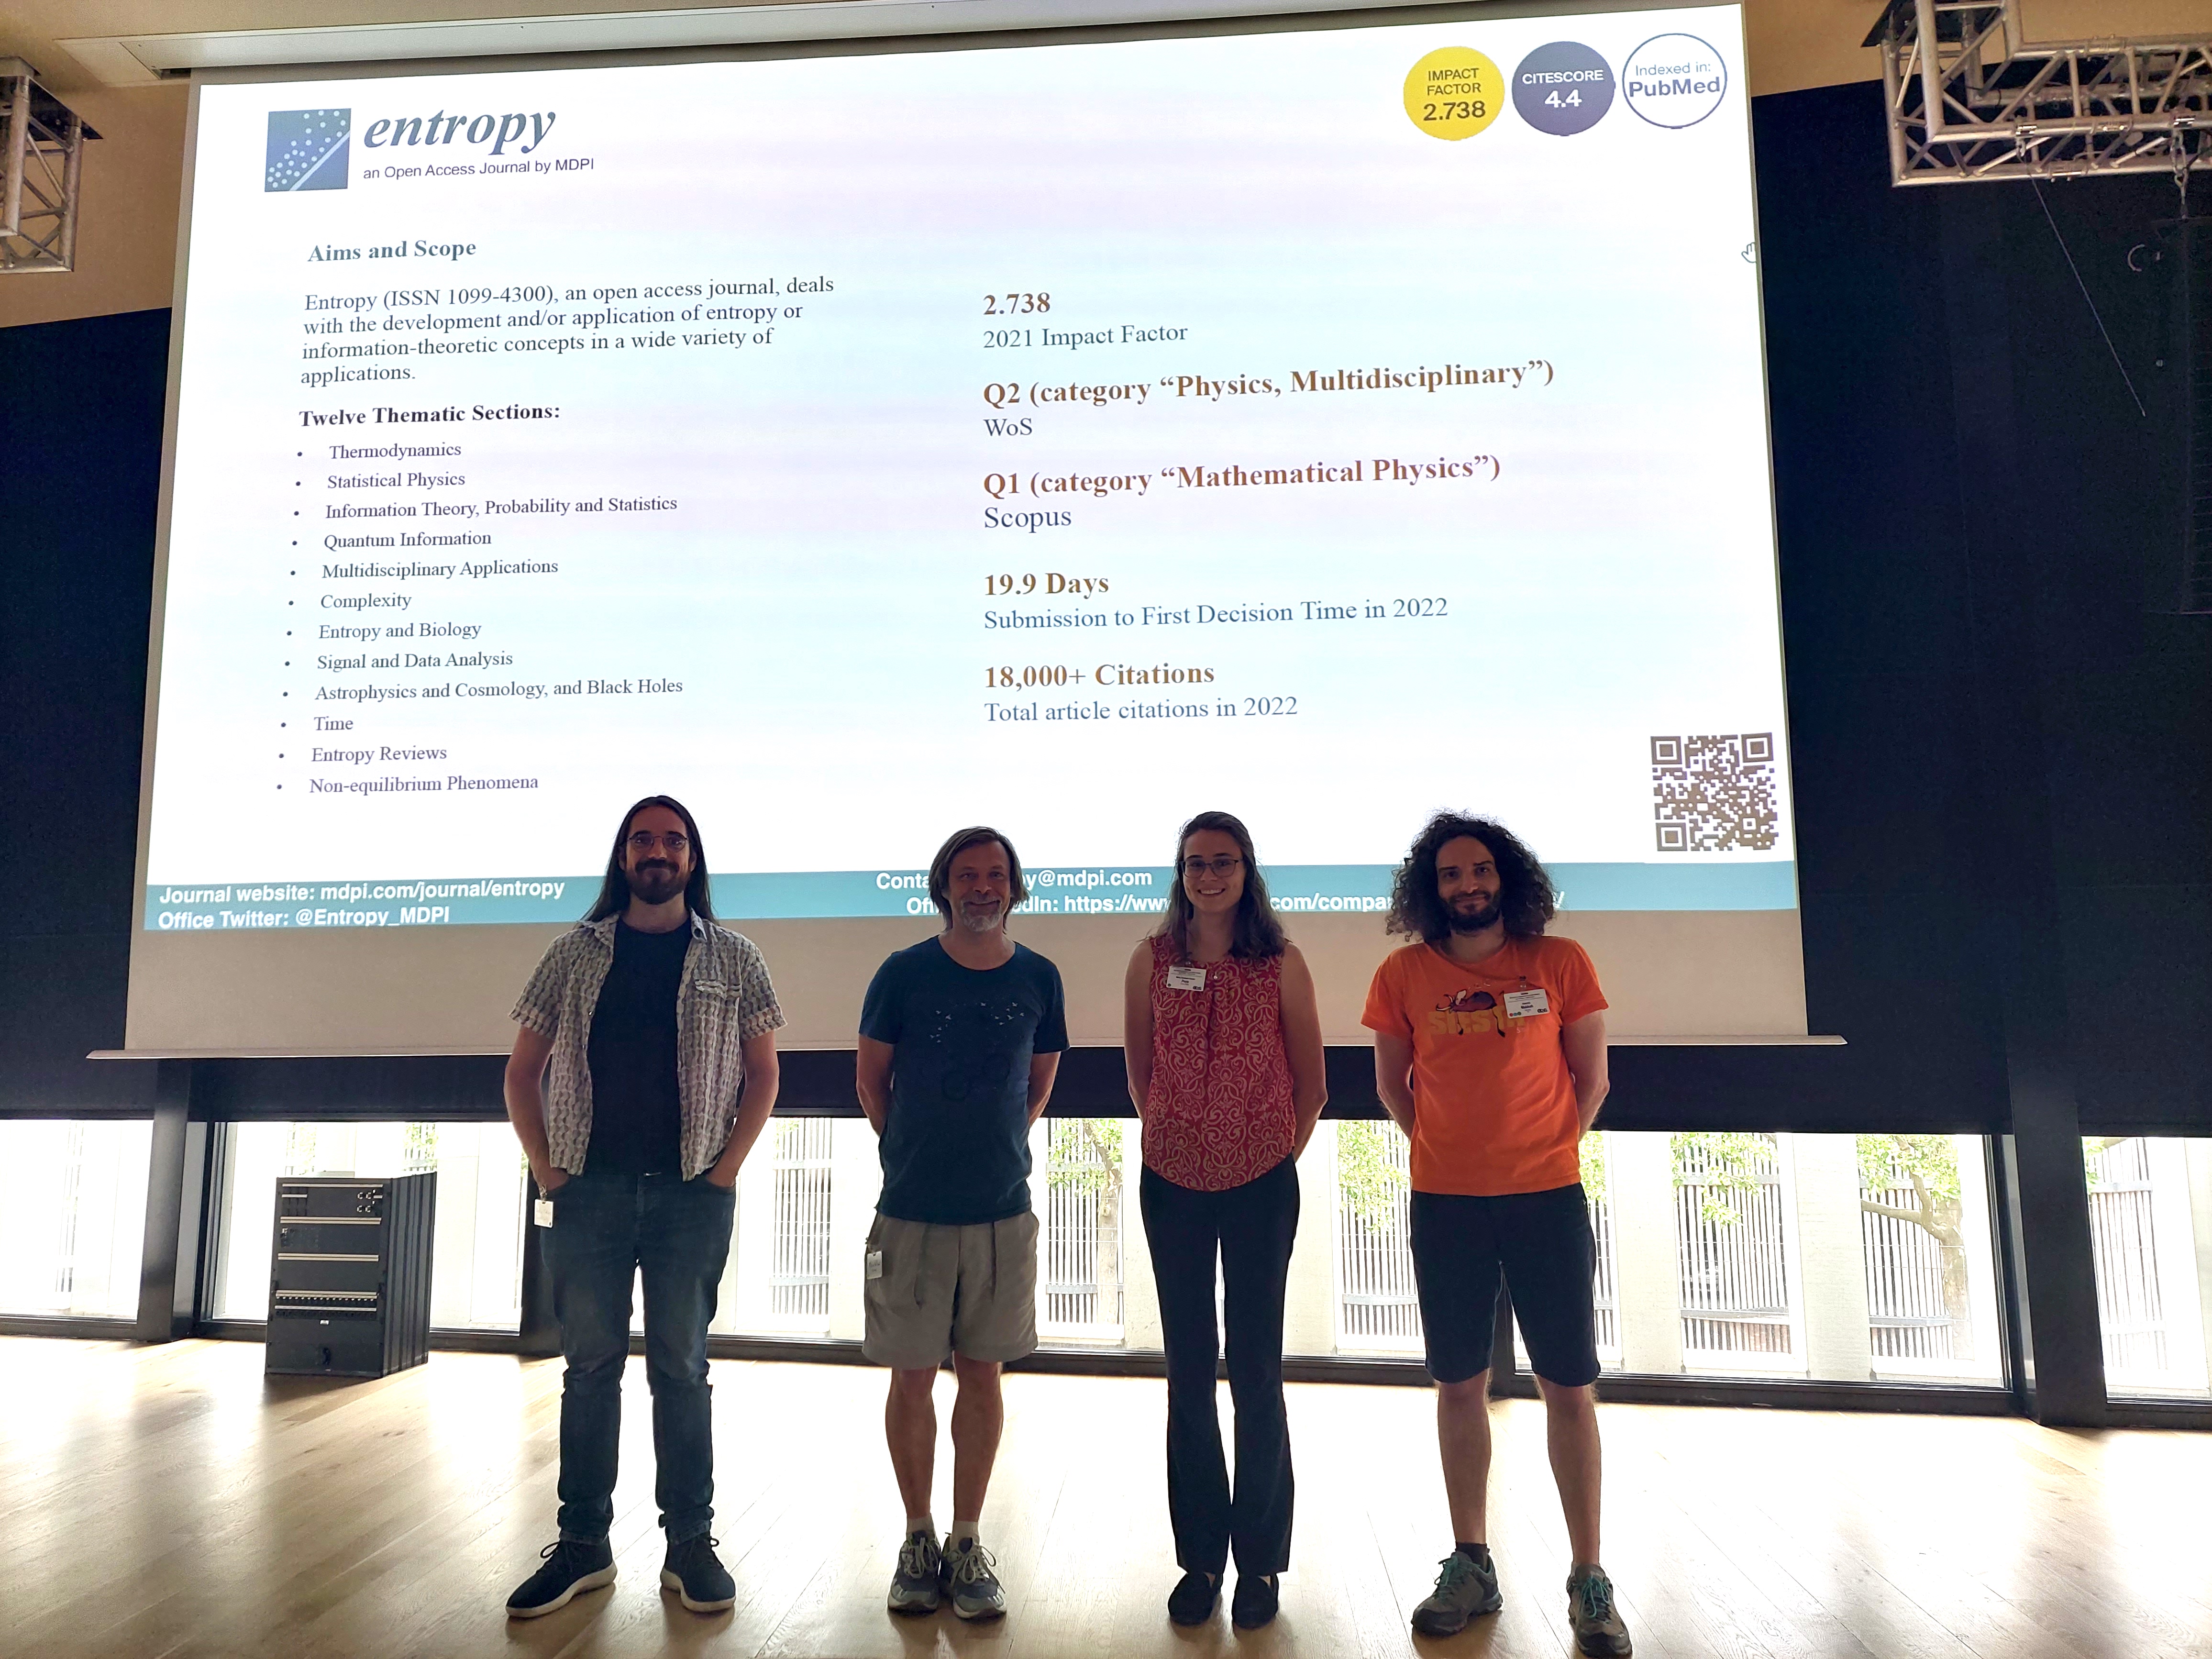 entropy
an Open Access Journal by MDPI
IMPACT
FACTOR
2.738
CITESCORE
4.4
Indexed in:
PubMed
Aims and Scope
Entropy (ISSN 1099-4300), an open access journal, deals
with the development and/or application of entropy or
information-theoretic concepts in a wide variety of
applications.
Twelve Thematic Sections:
• Thermodynamics
• Statistical Physics
• Information Theory, Probability and Statistics
• Quantum Information
• Multidisciplinary Applications
• Complexity
• Entropy and Biology
• Signal and Data Analysis
• Astrophysics and Cosmology, and Black Holes
• Time
• Entropy Reviews
• Non-equilibrium Phenomena
2.738
2021 Impact Factor
Q2 (category “Physics, Multidisciplinary”)
WoS
Q1 (category “Mathematical Physics”)
Scopus
19.9 Days
Submission to First Decision Time in 2022
18,000+ Citations
Total article citations in 2022
Journal website: mdpi.com/journal/entropy
Office Twitter: @Entropy_MDPI
y@mdpi.com
https://ww